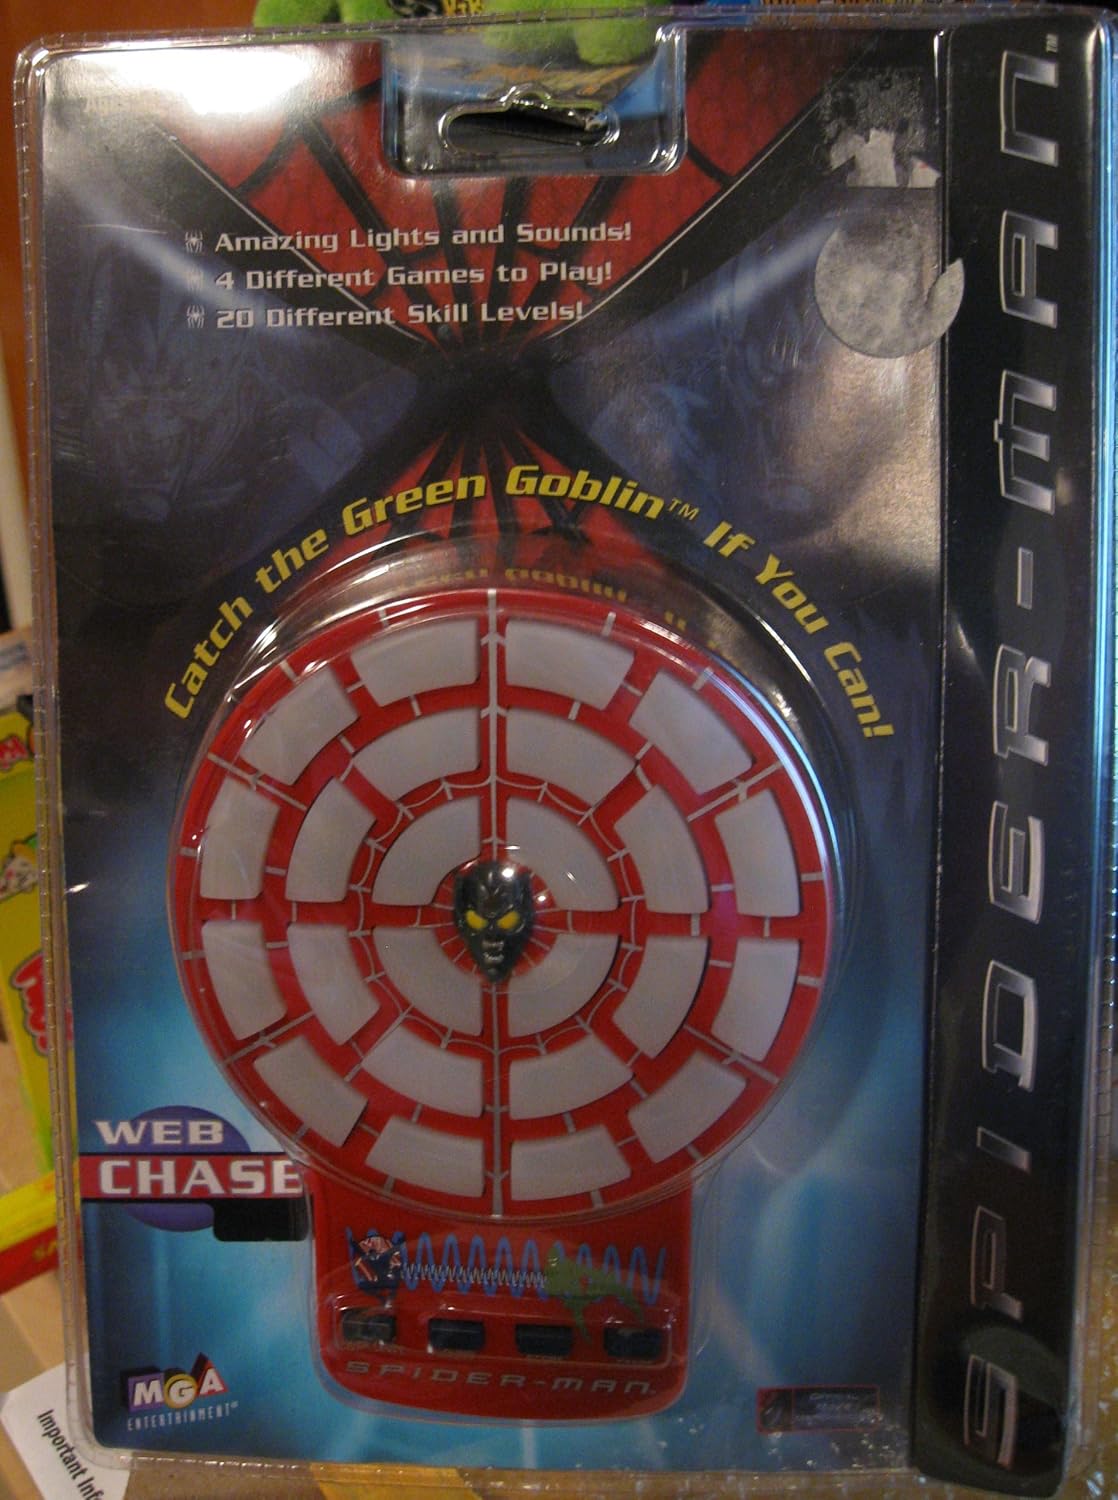 Amazing Lights and Sounds!
4 Different Games to Play!
20 Different Skill Levels!
SPIDER-MAN™
Catch the Green Goblin™ If You Can!
WEB
CHASE
SPIDER-MAN
MGA
ENTERTAINMENT
Important Inf